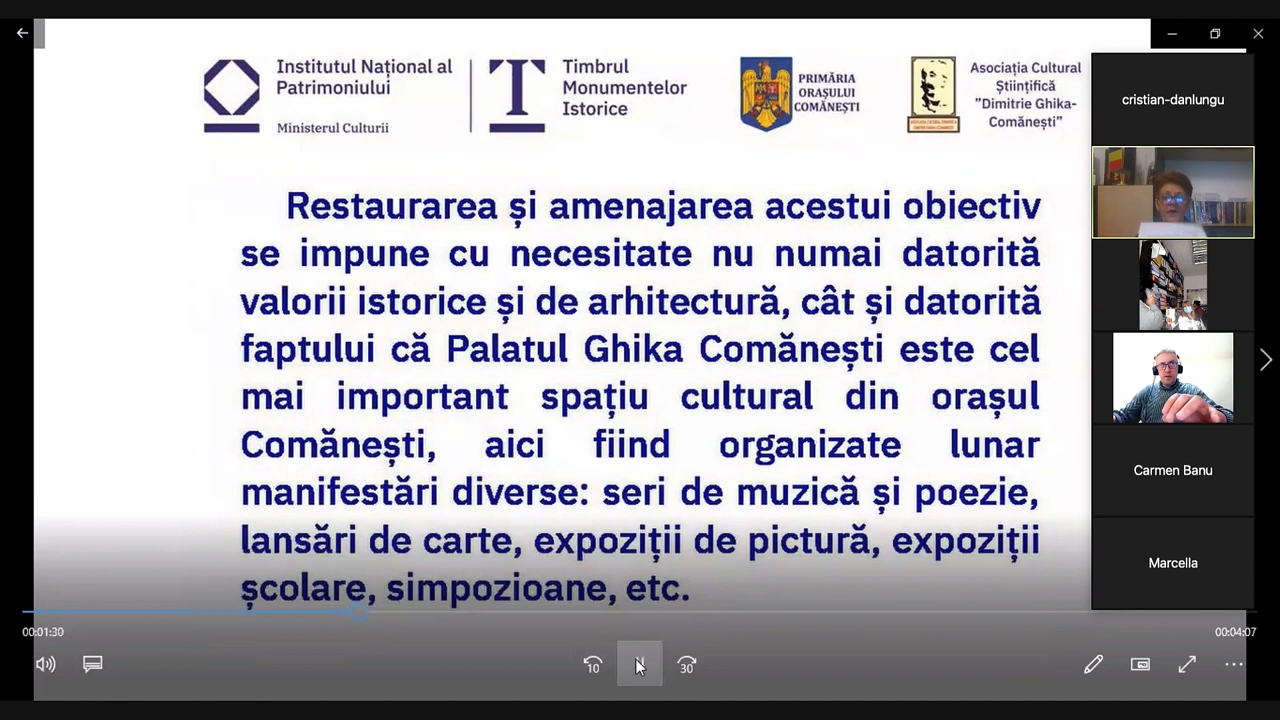 Institutul Național al
Patrimoniului
Ministerul Culturii
Timbrul
Monumentelor
Istorice
PRIMĂRIA
ORAȘULUI
COMĂNEȘTI
Asociația Cultural
Științifică
”Dimitrie Ghika-
Comănești”
Restaurarea și amenajarea acestui obiectiv
se impune cu necesitate nu numai datorită
valorii istorice și de arhitectură, cât și datorită
faptului că Palatul Ghika Comănești este cel
mai important spațiu cultural din orașul
Comănești, aici fiind organizate lunar
manifestări diverse: seri de muzică și poezie,
lansări de carte, expoziții de pictură, expoziții
școlare, simpozioane, etc.
cristian-danlungu
Carmen Banu
Marcella
00:01:30
00:04:07
10
30